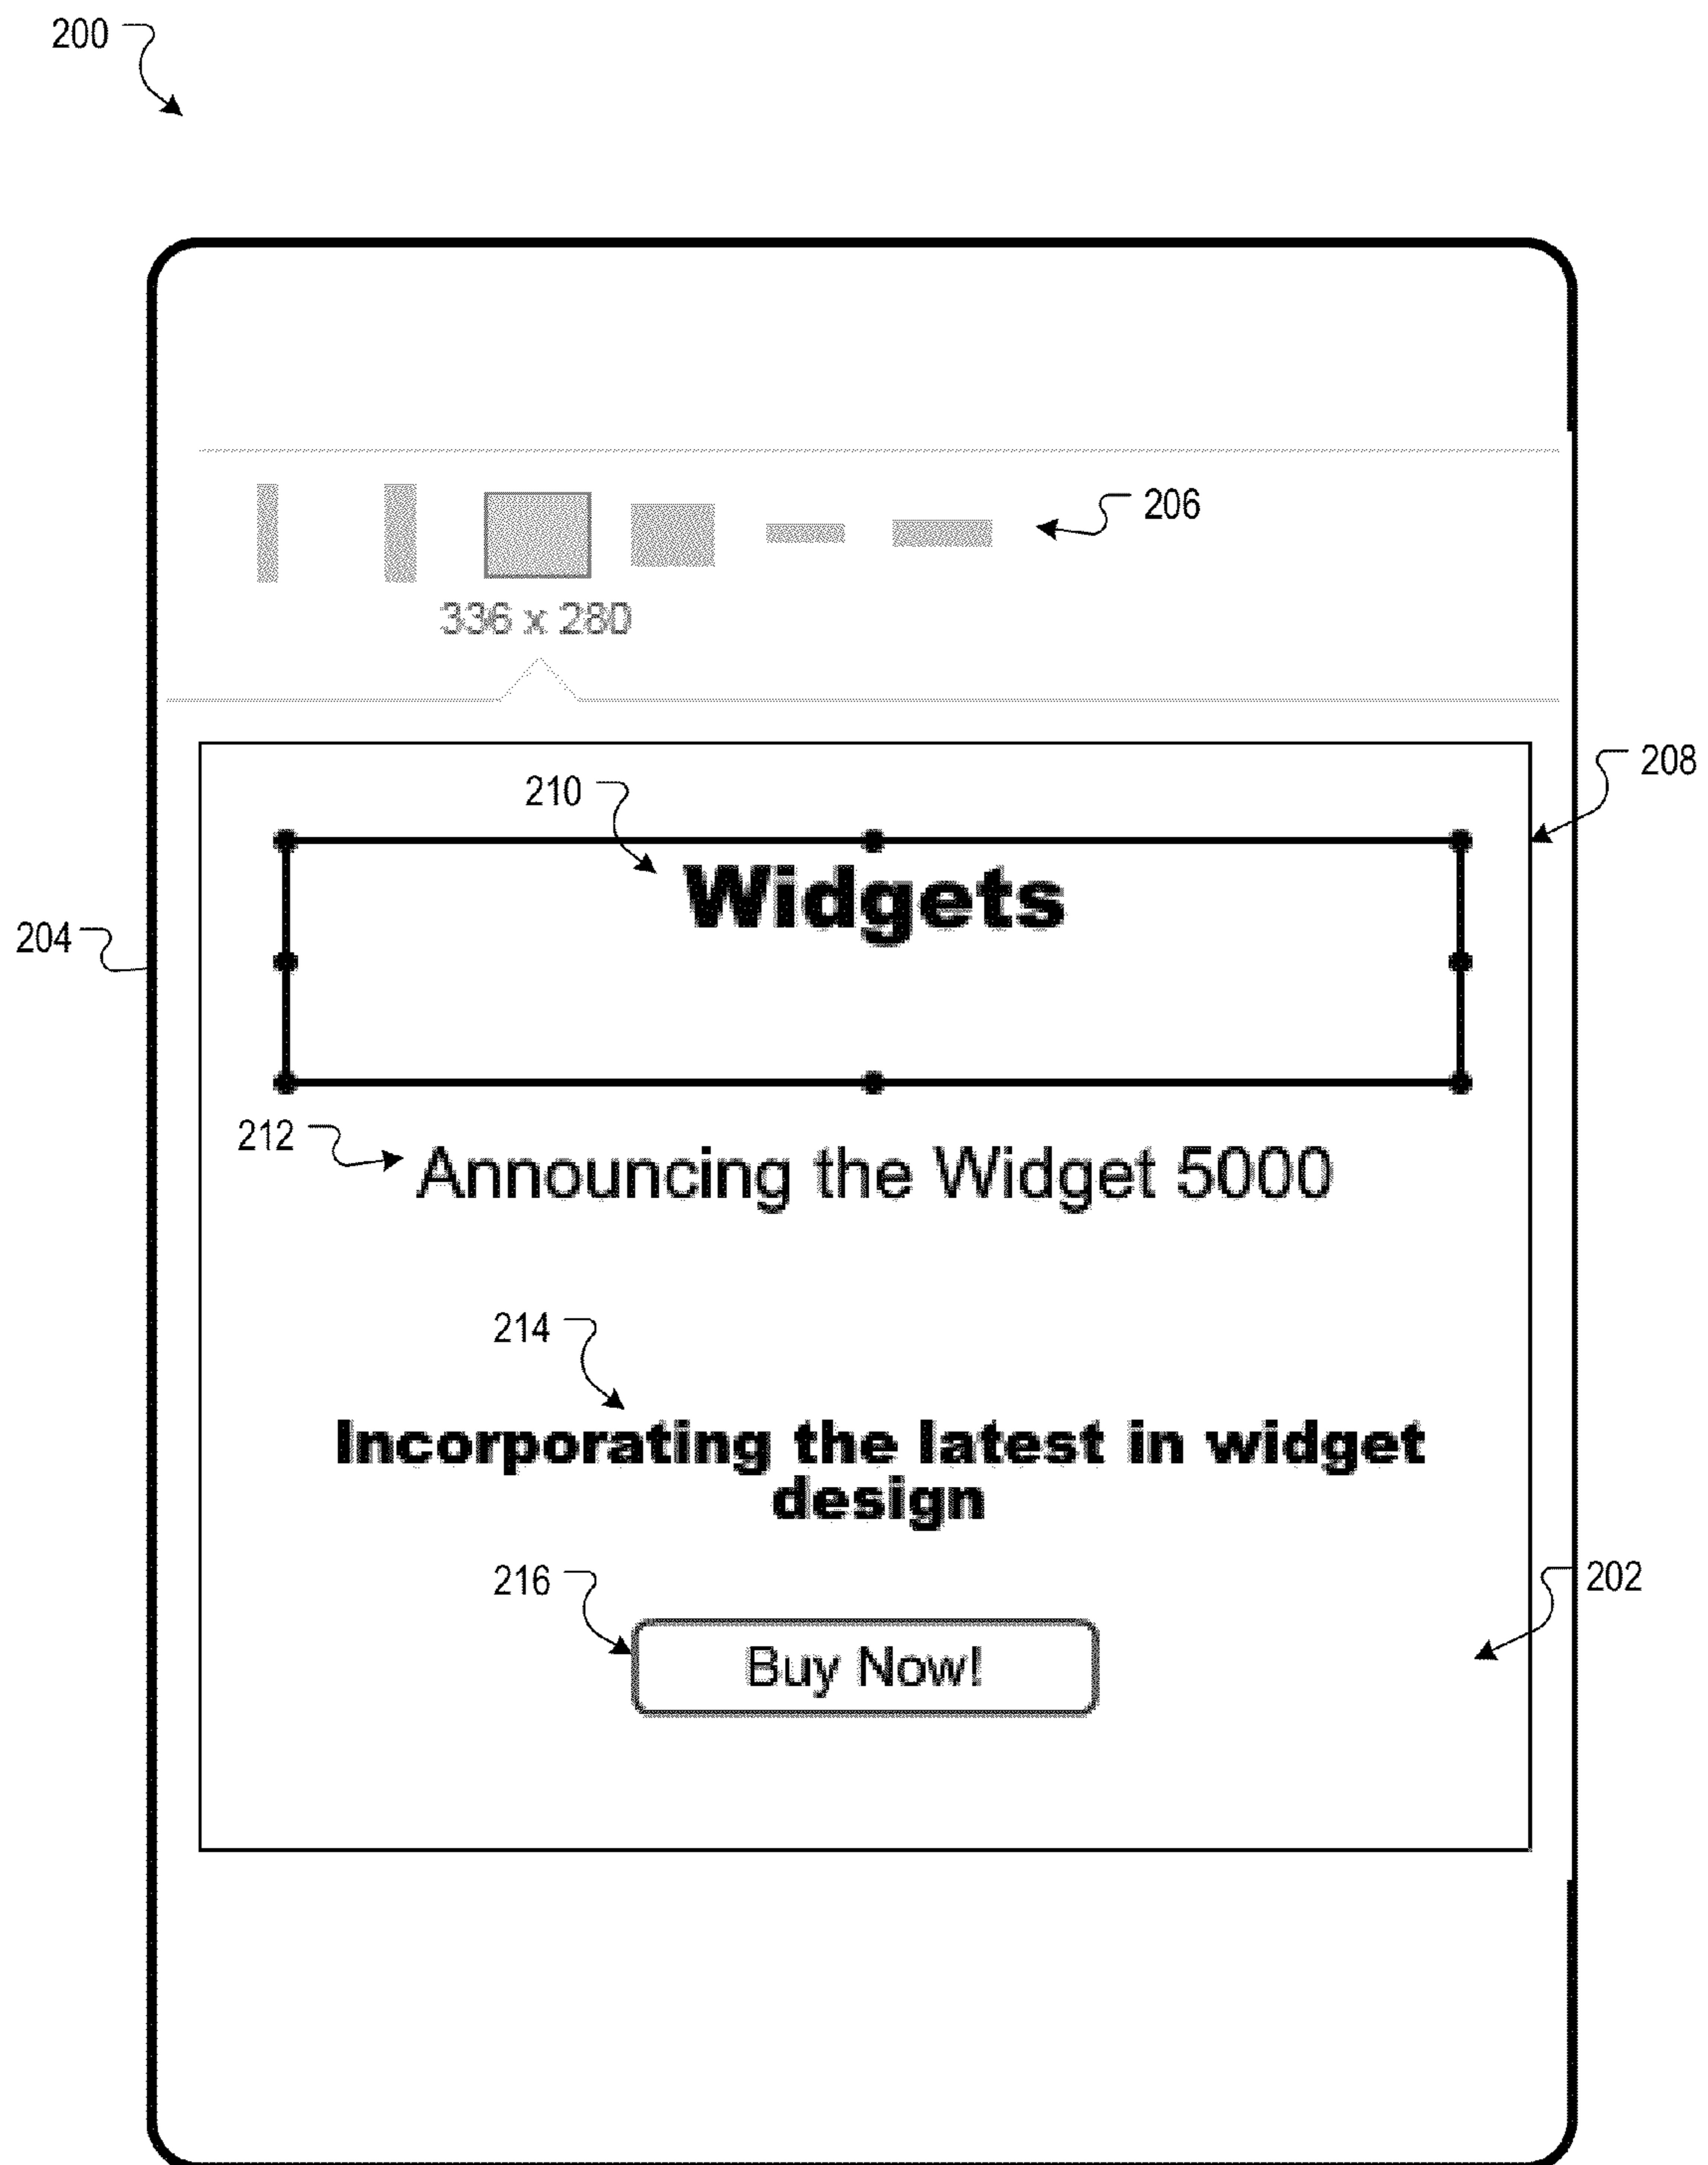 200
206
336 x 280
208
210
Widgets
204
212
Announcing the Widget 5000
214
Incorporating the latest in widget
design
216
202
Buy Now!